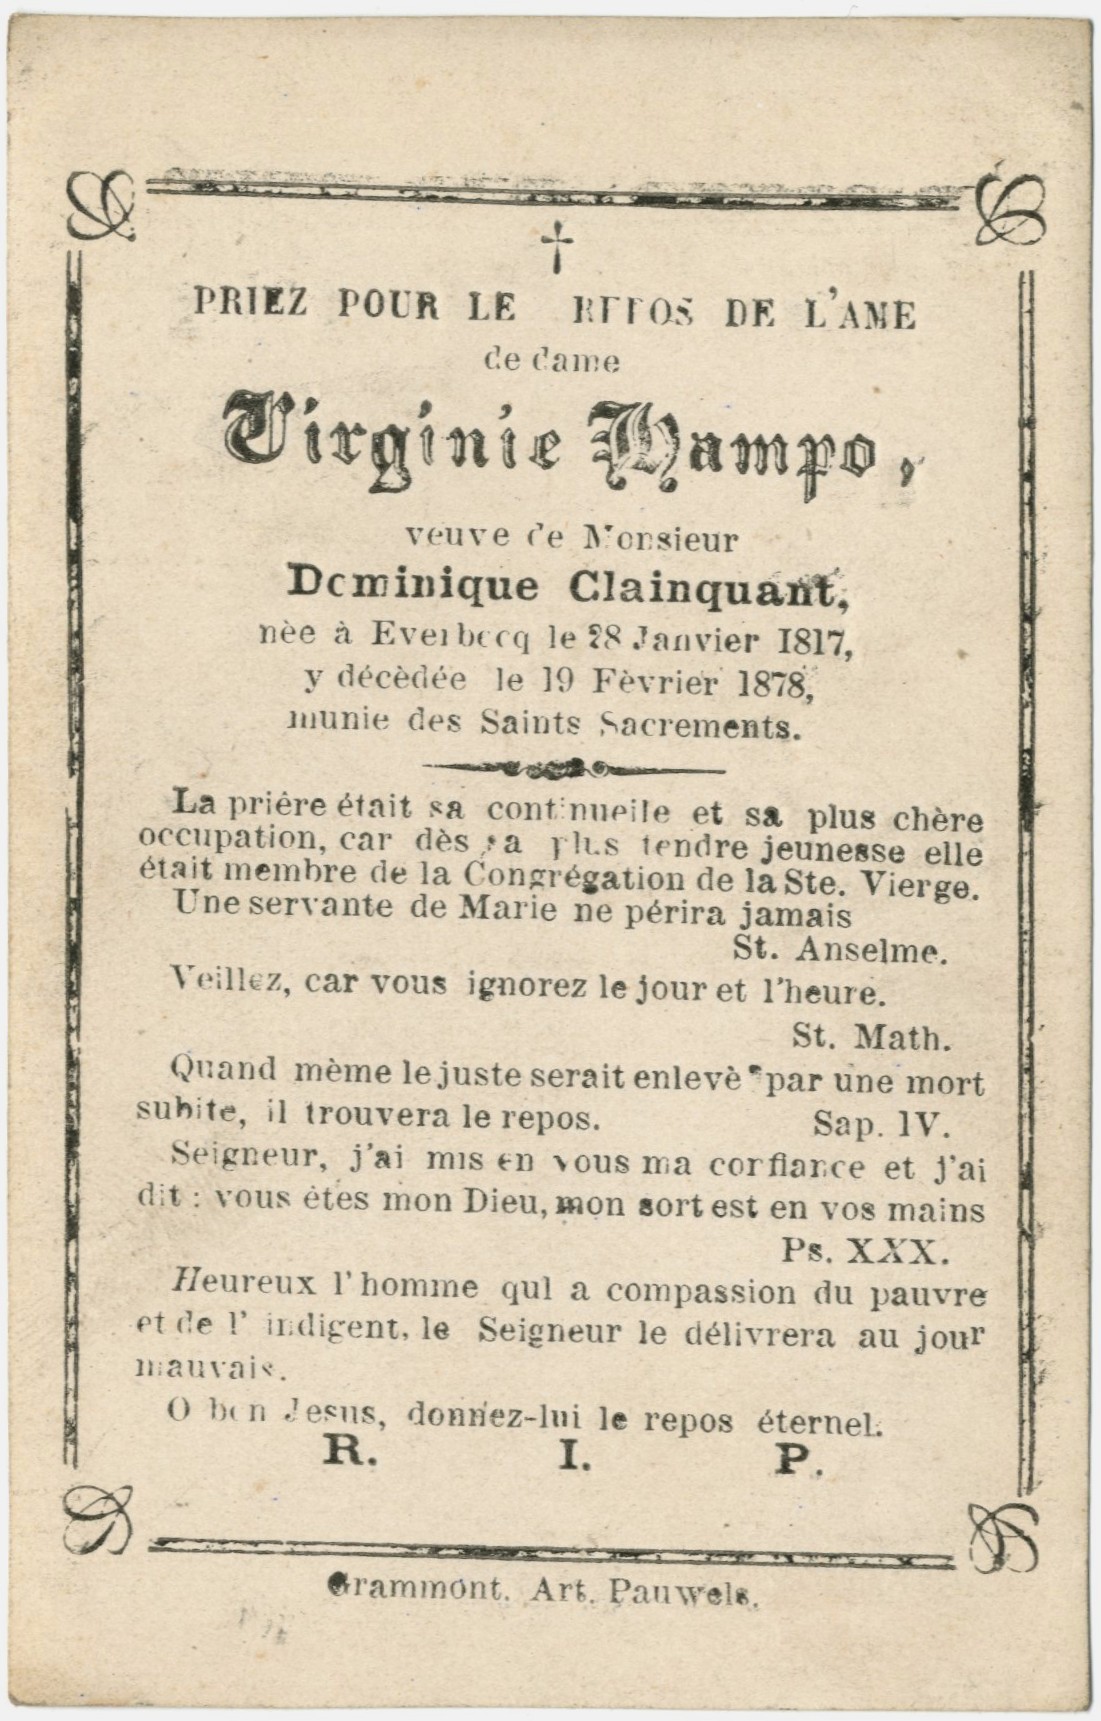 †
PRIEZ POUR LE REPOS DE L'AME
de dame
Virginie Hampo,
veuve de Monsieur
Dominique Clainquant,
nèe à Everbecq le 28 Janvier 1817,
y décèdée le 19 Fèvrier 1878,
munie des Saints Sacrements.
La prière était sa continuelle et sa plus chère
occupation, car dès sa plus tendre jeunesse elle
était membre de la Congrégation de la Ste. Vierge.
Une servante de Marie ne périra jamais
St. Anselme.
Veillez, car vous ignorez le jour et l'heure.
St. Math.
Quand mème le juste serait enlevè par une mort
subite, il trouvera le repos. Sap. IV.
Seigneur, j'ai mis en vous ma confiance et j'ai
dit : vous étes mon Dieu, mon sort est en vos mains
Ps. XXX.
Heureux l'homme qui a compassion du pauvre
et de l' indigent, le Seigneur le délivrera au jour
mauvais.
O bon Jesus, donnez-lui le repos éternel.
R. I. P.
Grammont. Art. Pauwels.